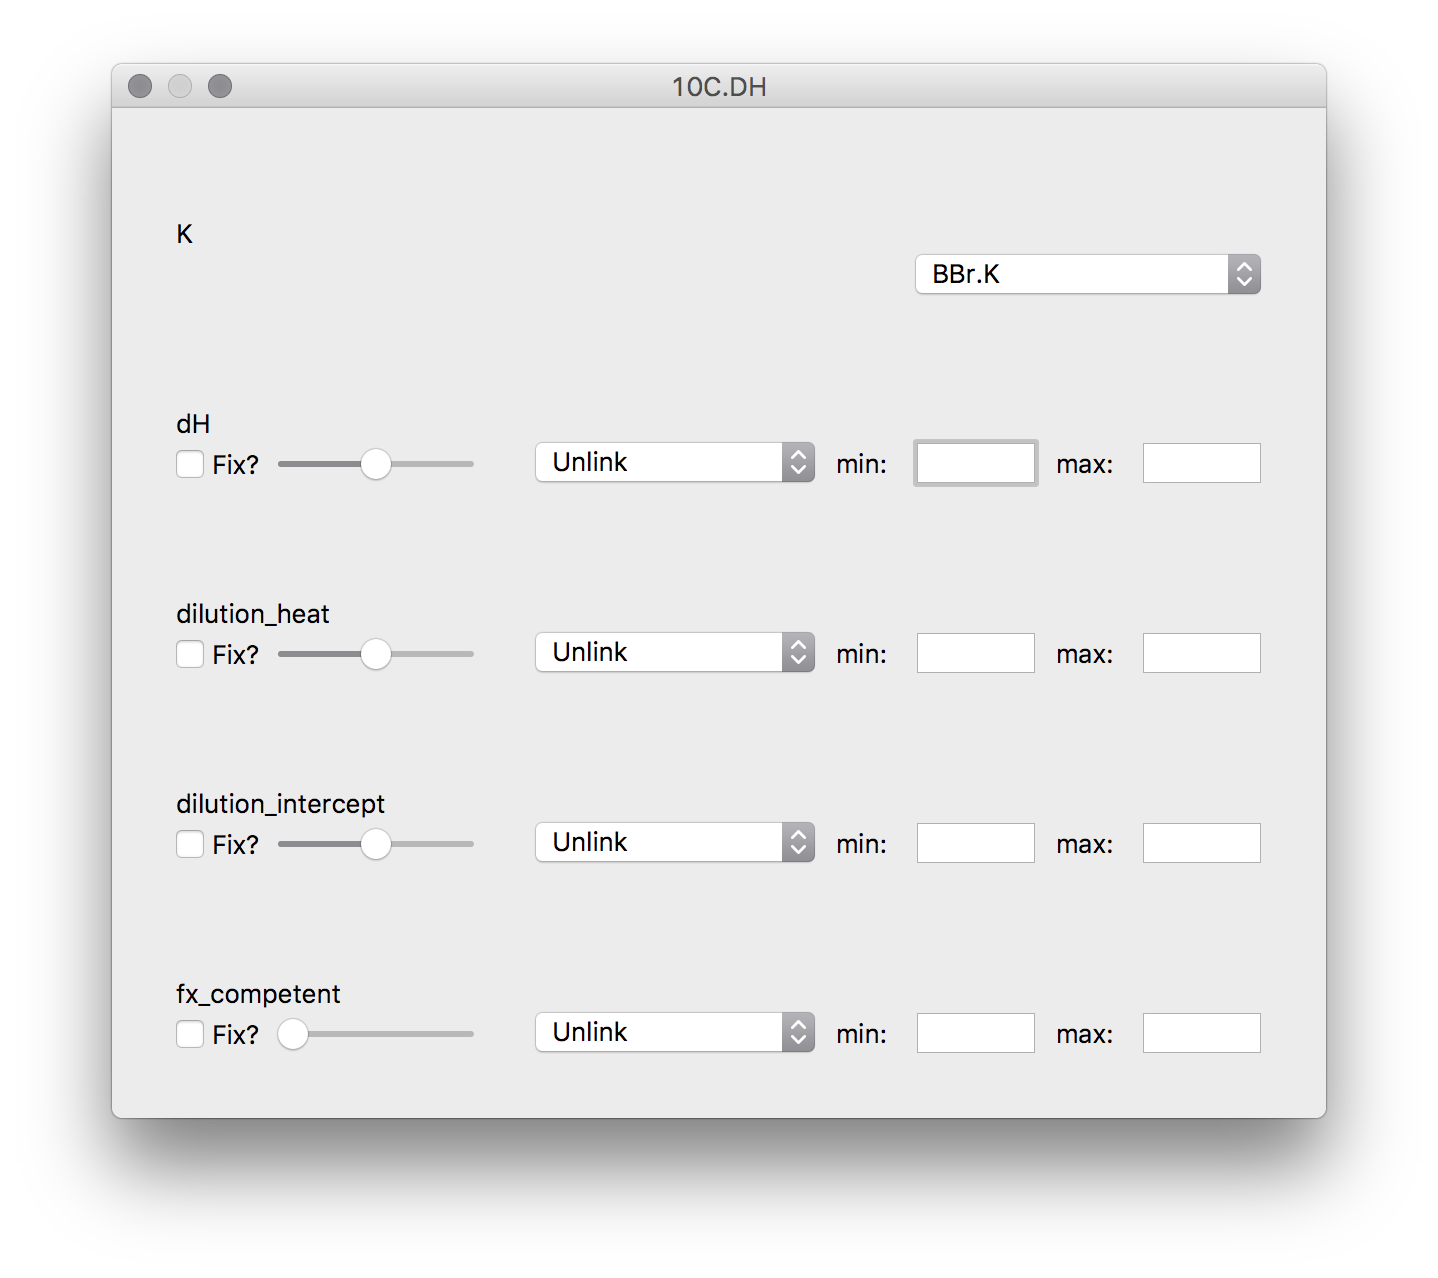 10C.DH
K
BBr.K
dH
Fix? Unlink min: max:
dilution_heat
Fix? Unlink min: max:
dilution_intercept
Fix? Unlink min: max:
fx_competent
Fix? Unlink min: max: